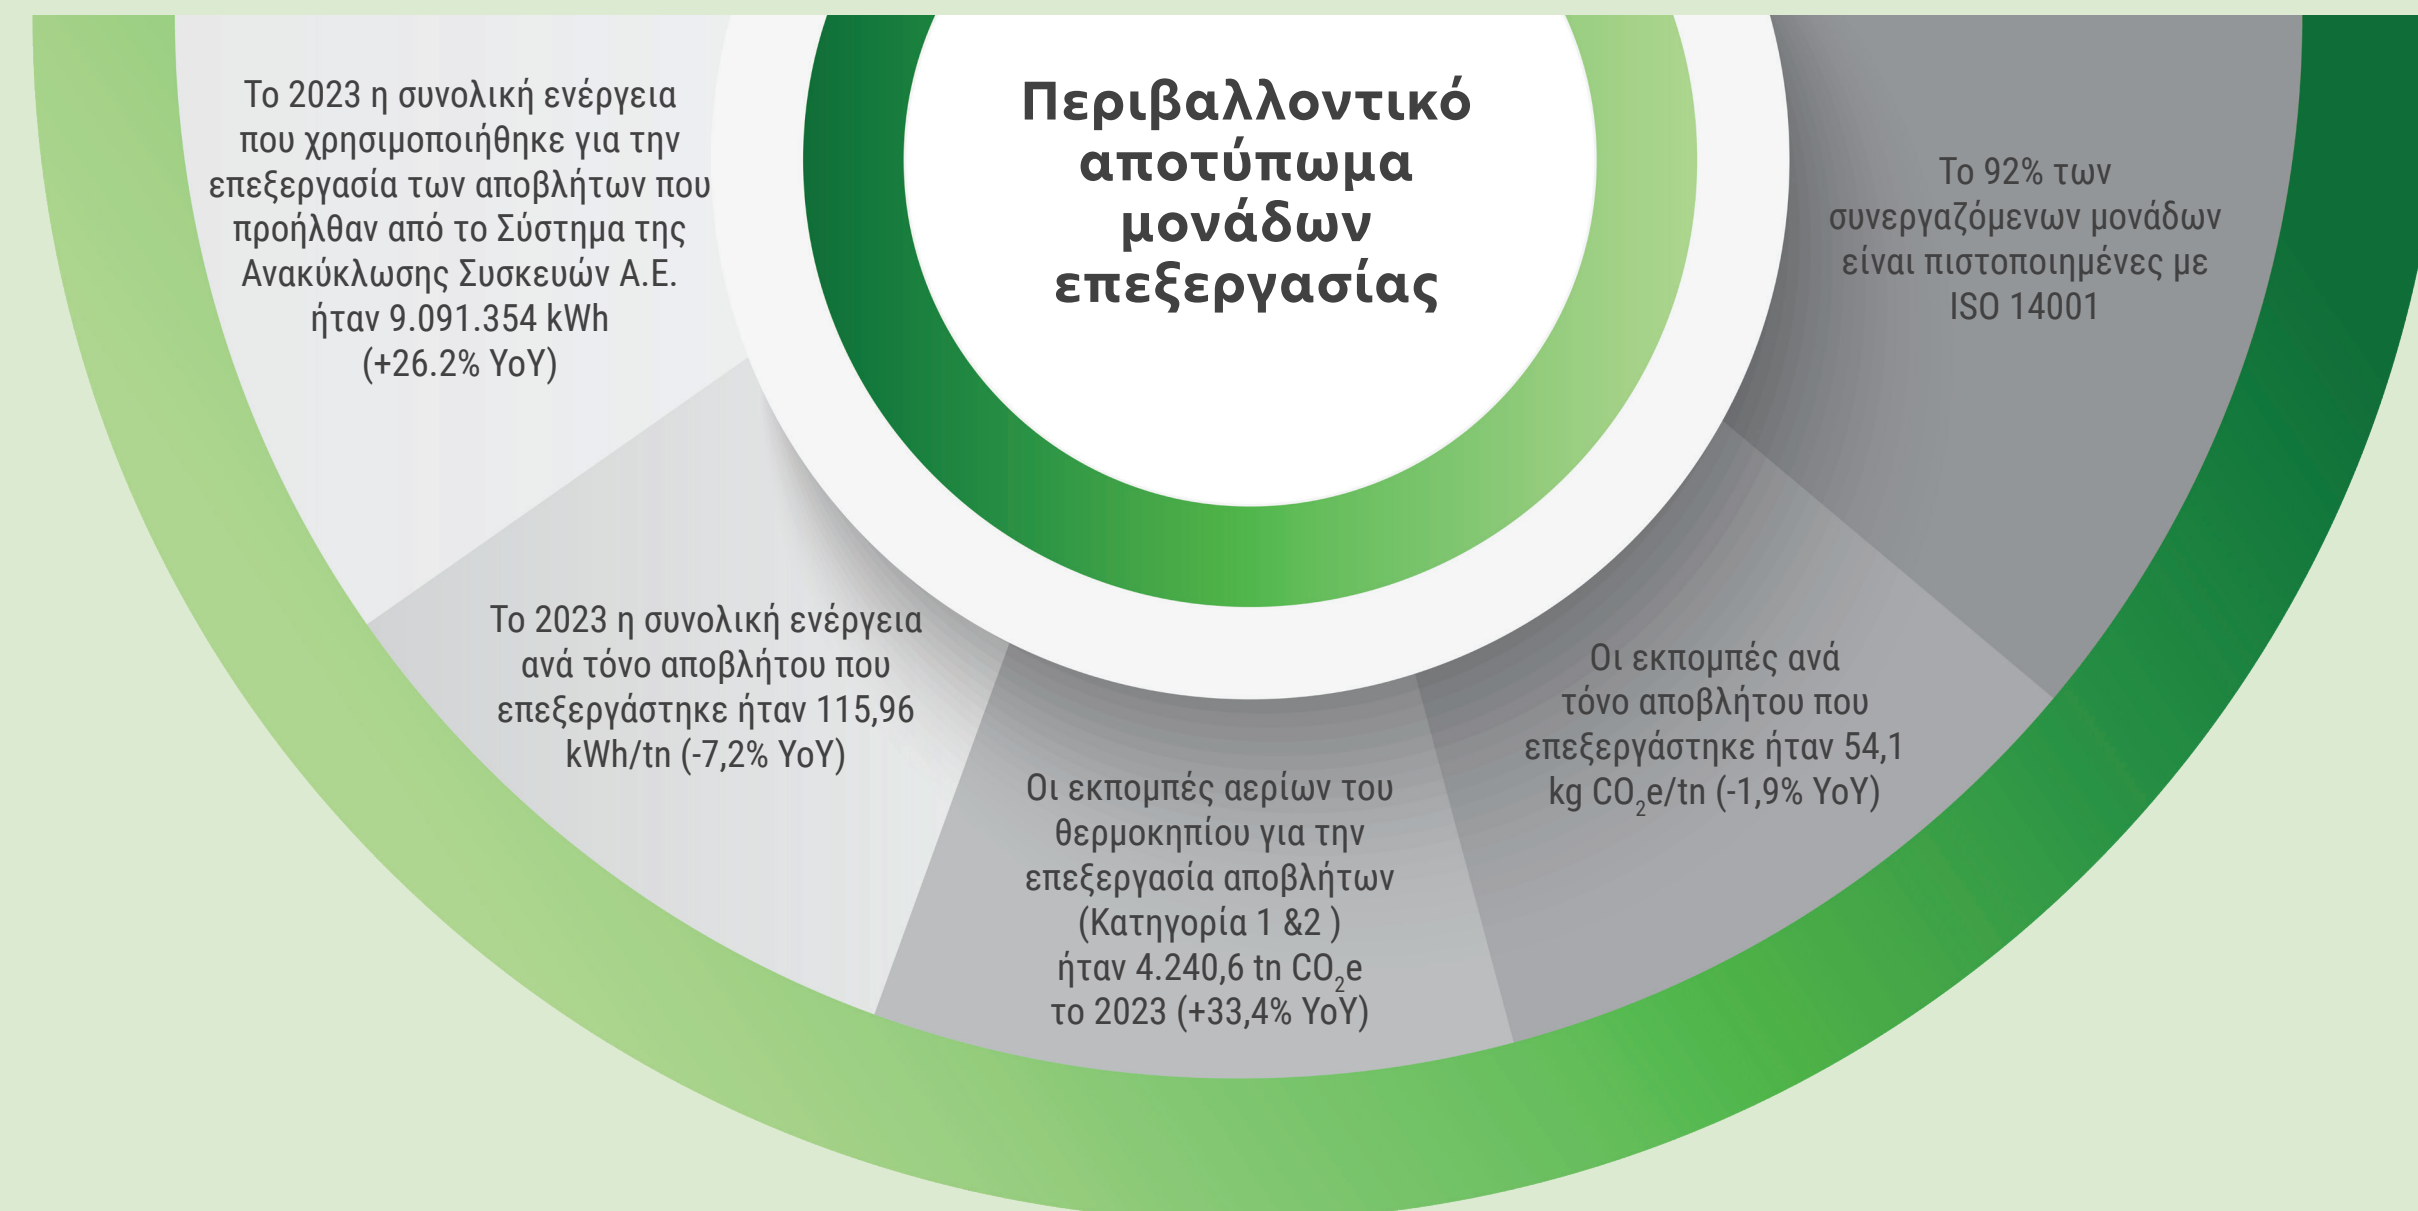 Περιβαλλοντικό
αποτύπωμα
μονάδων
επεξεργασίας
Το 2023 η συνολική ενέργεια
που χρησιμοποιήθηκε για την
επεξεργασία των αποβλήτων που
προήλθαν από το Σύστημα της
Ανακύκλωσης Συσκευών Α.Ε.
ήταν 9.091.354 kWh
(+26.2% YoY)
Το 2023 η συνολική ενέργεια
ανά τόνο αποβλήτου που
επεξεργάστηκε ήταν 115,96
kWh/tn (-7,2% YoY)
Οι εκπομπές αερίων του
θερμοκηπίου για την
επεξεργασία αποβλήτων
(Κατηγορία 1 &2 )
ήταν 4.240,6 tn CO₂e
το 2023 (+33,4% YoY)
Οι εκπομπές ανά
τόνο αποβλήτου που
επεξεργάστηκε ήταν 54,1
kg CO₂e/tn (-1,9% YoY)
Το 92% των
συνεργαζόμενων μονάδων
είναι πιστοποιημένες με
ISO 14001